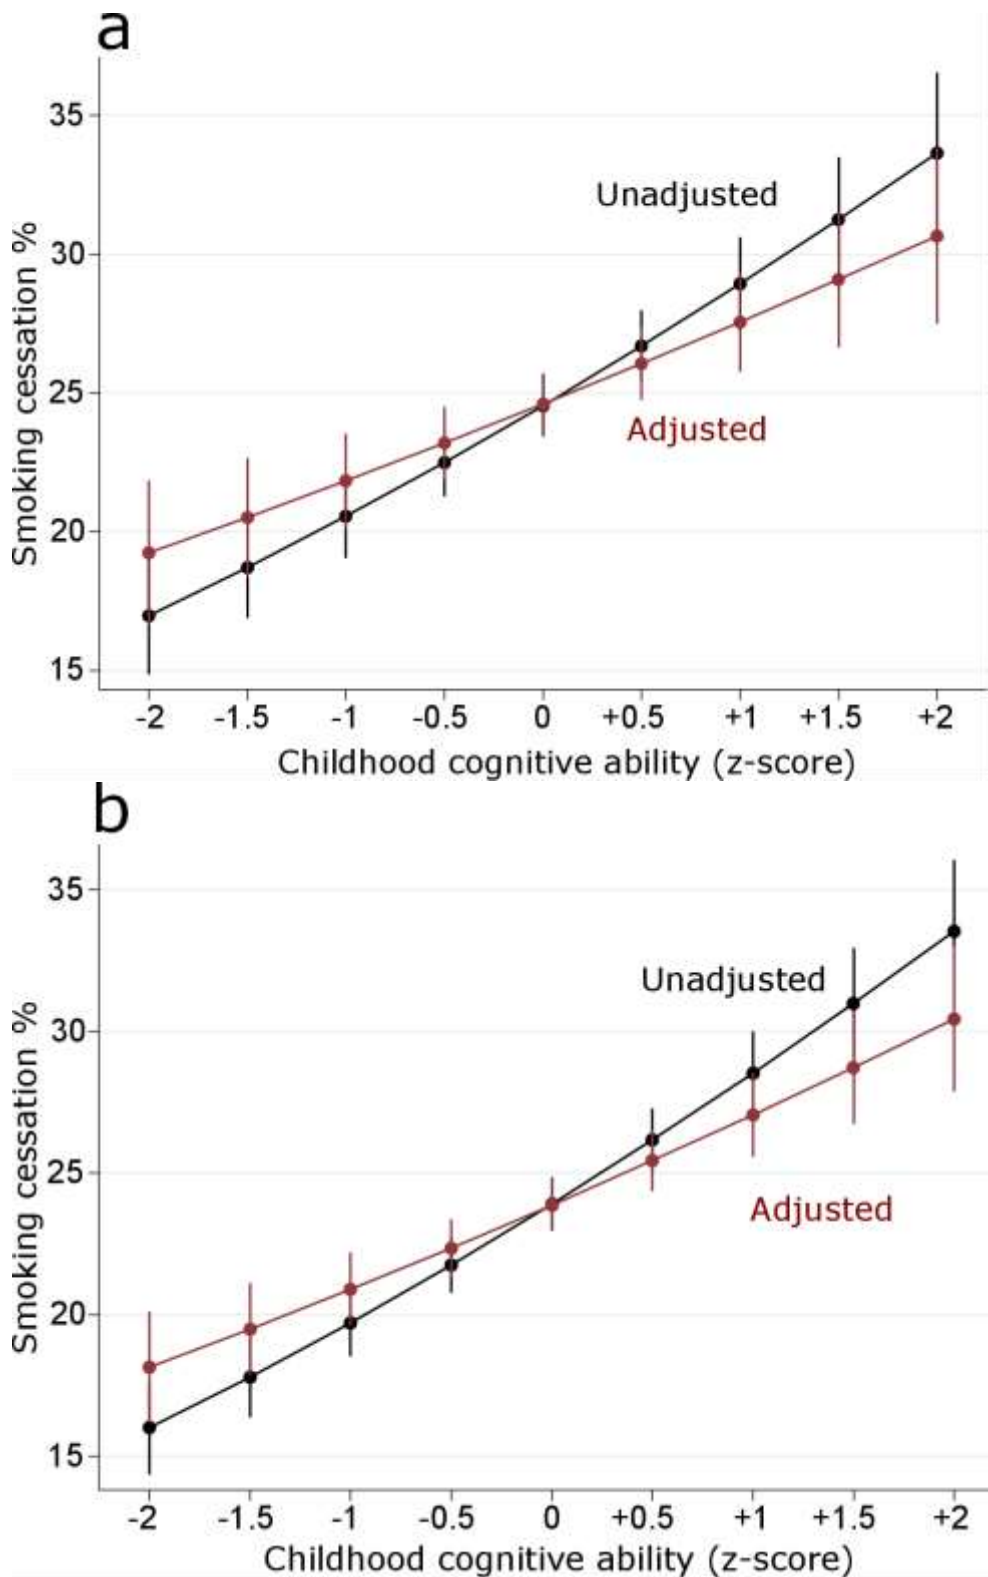 a
35
Unadjusted
30
25
Adjusted
20
15
Smoking cessation %
-2 -1.5 -1 -0.5 0 +0.5 +1 +1.5 +2
Childhood cognitive ability (z-score)
b
35
Unadjusted
30
25
Adjusted
20
15
Smoking cessation %
-2 -1.5 -1 -0.5 0 +0.5 +1 +1.5 +2
Childhood cognitive ability (z-score)